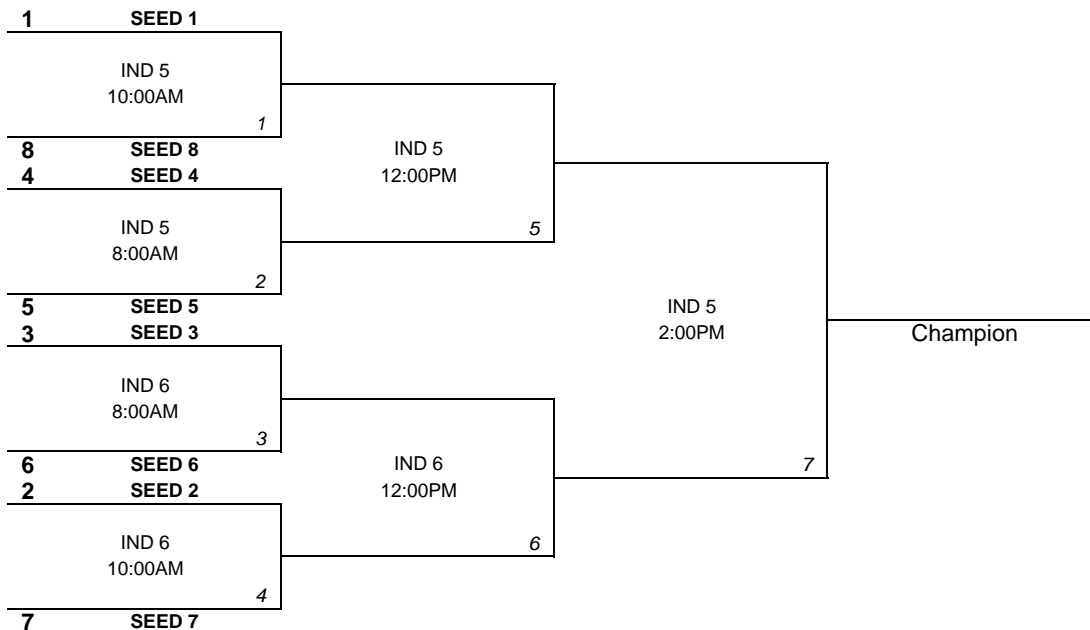 1 SEED 1
IND 5
10:00AM
1
8 SEED 8
4 SEED 4
IND 5
8:00AM
2
5 SEED 5
3 SEED 3
IND 6
8:00AM
3
6 SEED 6
2 SEED 2
IND 6
10:00AM
4
7 SEED 7
IND 5
12:00PM
5
IND 6
12:00PM
6
IND 5
2:00PM
7
Champion